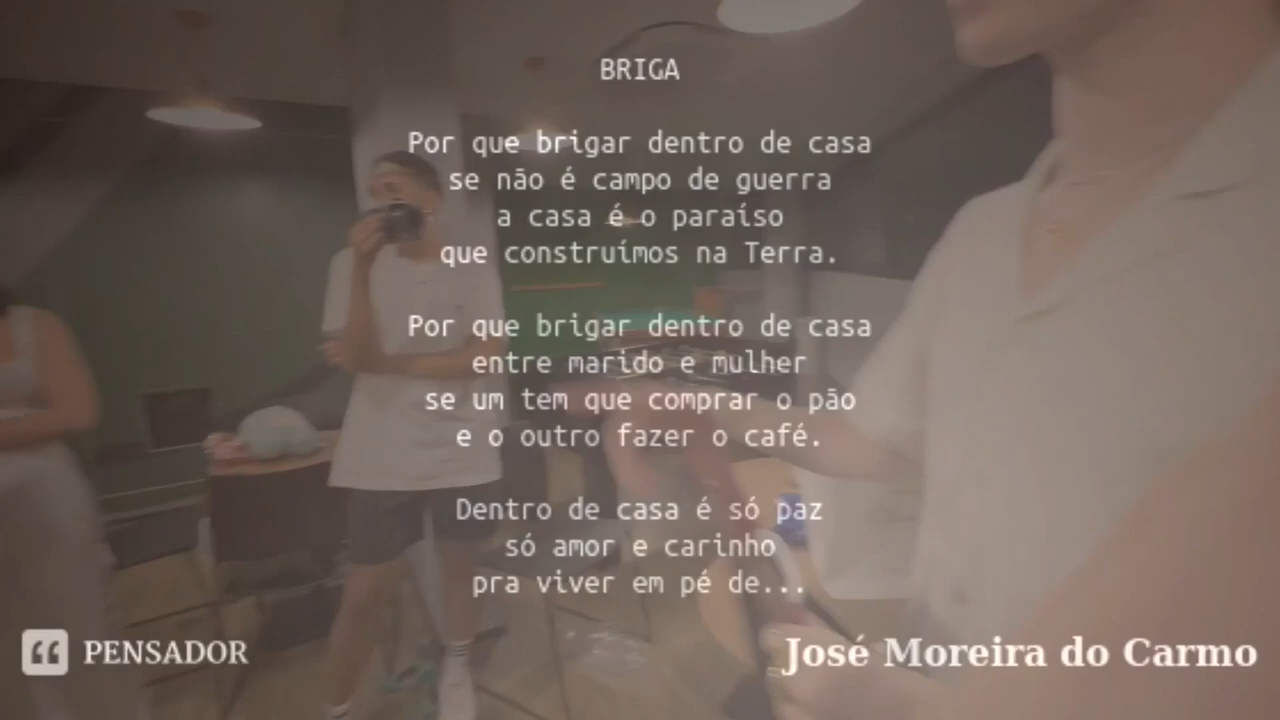 BRIGA
Por que brigar dentro de casa
se não é campo de guerra
a casa é o paraíso
que construímos na Terra.
Por que brigar dentro de casa
entre marido e mulher
se um tem que comprar o pão
e o outro fazer o café.
Dentro de casa é só paz
só amor e carinho
pra viver em pé de...
PENSADOR
José Moreira do Carmo